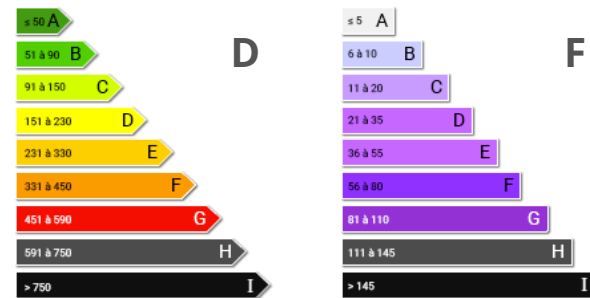 ≤ 50 A
51 à 90 B
91 à 150 C
151 à 230 D
231 à 330 E
331 à 450 F
451 à 590 G
591 à 750 H
> 750 I
D
≤ 5 A
6 à 10 B
11 à 20 C
21 à 35 D
36 à 55 E
56 à 80 F
81 à 110 G
111 à 145 H
> 145 I
F